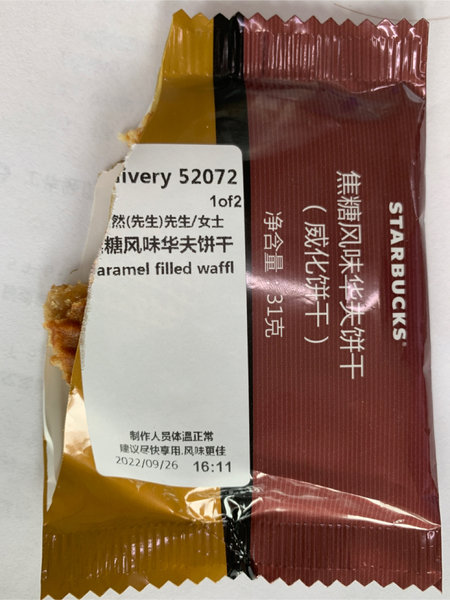 livery 52072
1of2
然(先生)先生/女士
糖风味华夫饼干
aramel filled waffl
制作人员体温正常
建议尽快享用,风味更佳
2022/09/26 16:11
STARBUCKS®
焦糖风味华夫饼干
(威化饼干)
净含量：31克